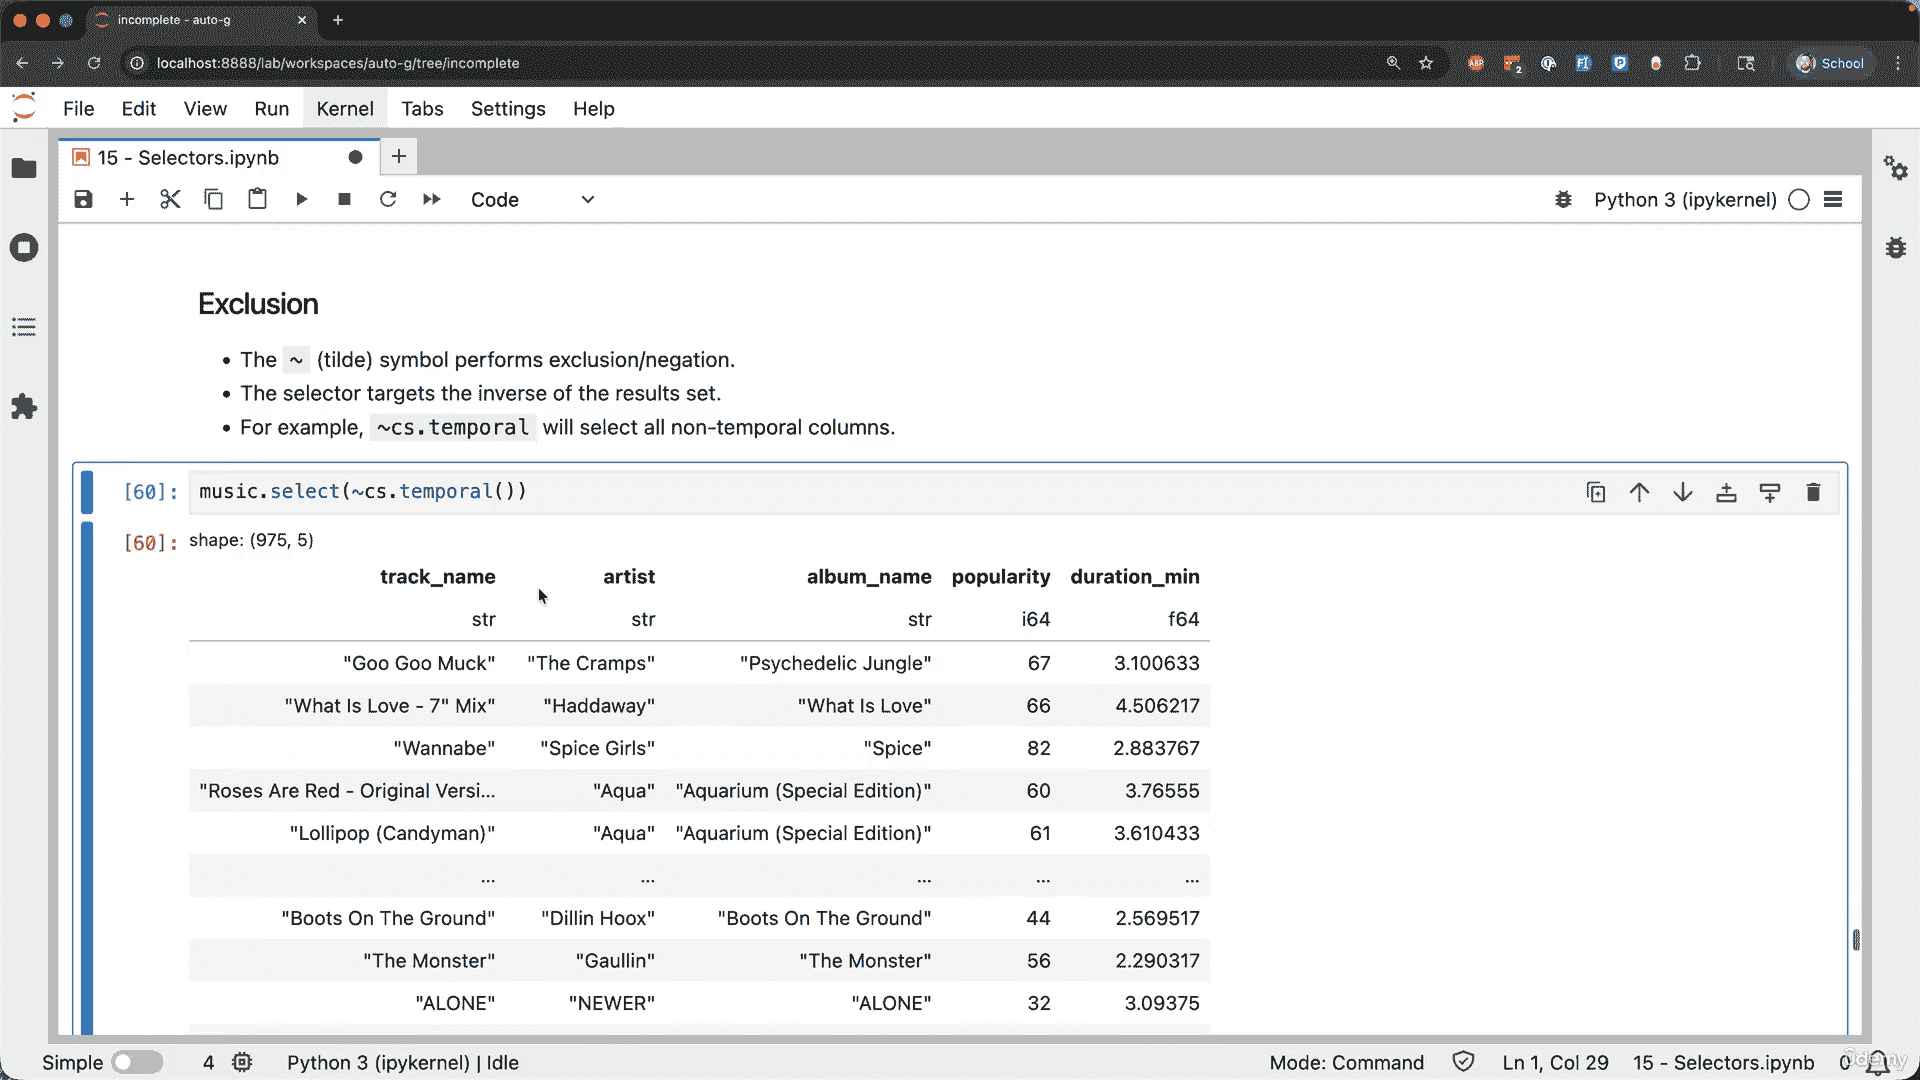 incomplete - auto-g
localhost:8888/lab/workspaces/auto-g/tree/incomplete
ABP
2
School
File Edit View Run Kernel Tabs Settings Help
15 - Selectors.ipynb
Code
Python 3 (ipykernel)
Exclusion
• The ~ (tilde) symbol performs exclusion/negation.
• The selector targets the inverse of the results set.
• For example, ~cs.temporal will select all non-temporal columns.
[60]: music.select(~cs.temporal())
[60]: shape: (975, 5)
track_name artist album_name popularity duration_min
str str str i64 f64
"Goo Goo Muck" "The Cramps" "Psychedelic Jungle" 67 3.100633
"What Is Love - 7" Mix" "Haddaway" "What Is Love" 66 4.506217
"Wannabe" "Spice Girls" "Spice" 82 2.883767
"Roses Are Red - Original Versi... "Aqua" "Aquarium (Special Edition)" 60 3.76555
"Lollipop (Candyman)" "Aqua" "Aquarium (Special Edition)" 61 3.610433
... ... ... ... ...
"Boots On The Ground" "Dillin Hoox" "Boots On The Ground" 44 2.569517
"The Monster" "Gaullin" "The Monster" 56 2.290317
"ALONE" "NEWER" "ALONE" 32 3.09375
Simple 4 Python 3 (ipykernel) | Idle Mode: Command Ln 1, Col 29 15 - Selectors.ipynb 0
Udemy